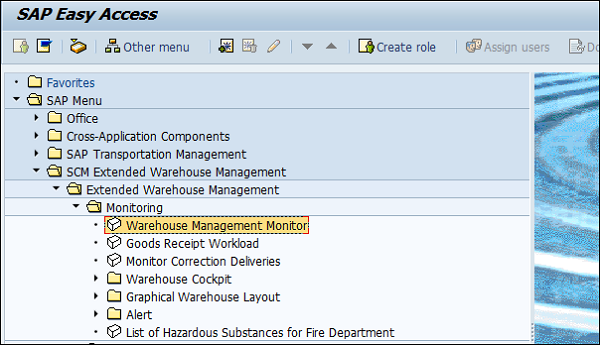 SAP Easy Access
Other menu Create role Assign users
Favorites
SAP Menu
Office
Cross-Application Components
SAP Transportation Management
SCM Extended Warehouse Management
Extended Warehouse Management
Monitoring
Warehouse Management Monitor
Goods Receipt Workload
Monitor Correction Deliveries
Warehouse Cockpit
Graphical Warehouse Layout
Alert
List of Hazardous Substances for Fire Department